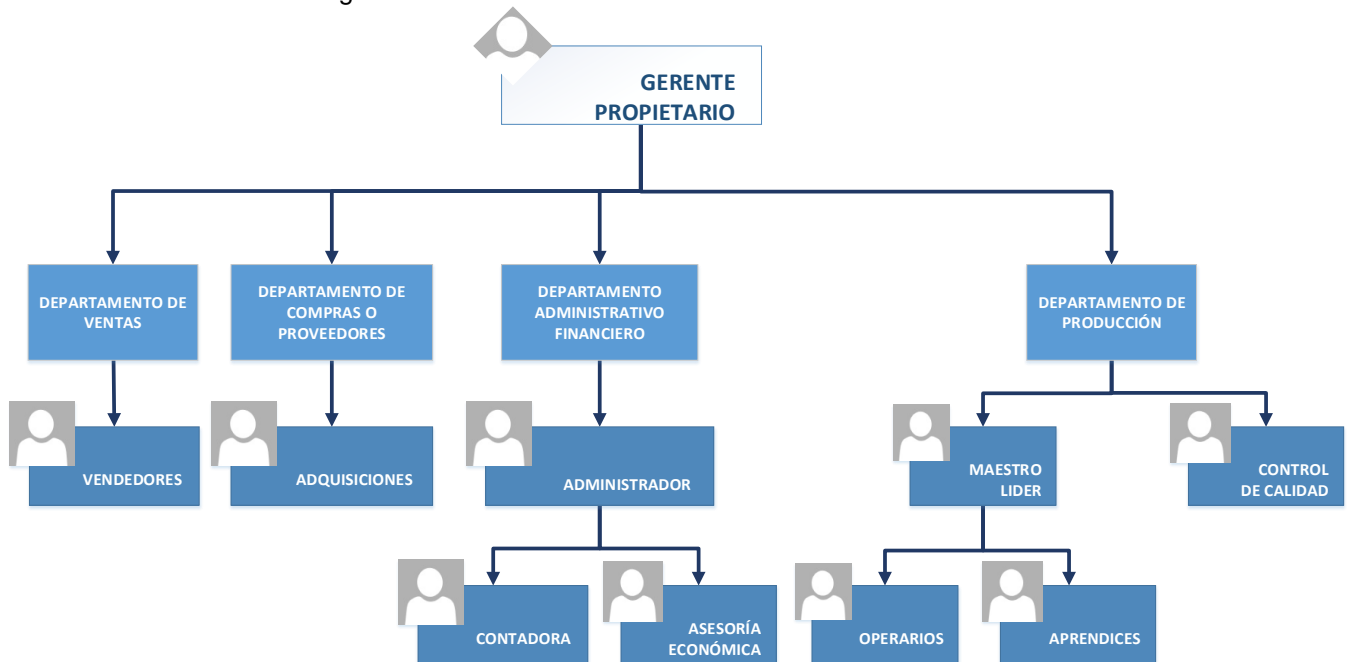 GERENTE
PROPIETARIO
DEPARTAMENTO DE
VENTAS
DEPARTAMENTO DE
COMPRAS O
PROVEEDORES
DEPARTAMENTO
ADMINISTRATIVO
FINANCIERO
DEPARTAMENTO DE
PRODUCCIÓN
VENDEDORES
ADQUISICIONES
ADMINISTRADOR
MAESTRO
LIDER
CONTROL
DE CALIDAD
CONTADORA
ASESORÍA
ECONÓMICA
OPERARIOS
APRENDICES